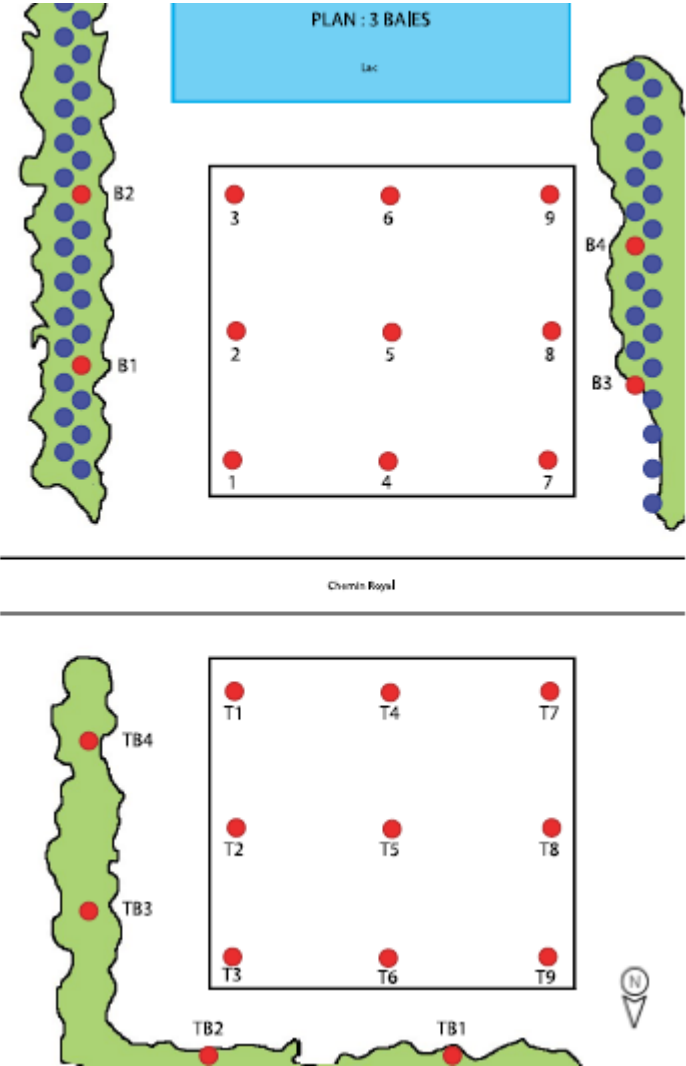 PLAN : 3 BAIES
Lac
B2
3 6 9
B4
2 5 8
B1
B3
1 4 7
Chemin Royal
T1 T4 T7
TB4
T2 T5 T8
TB3
T3 T6 T9
N
TB2 TB1